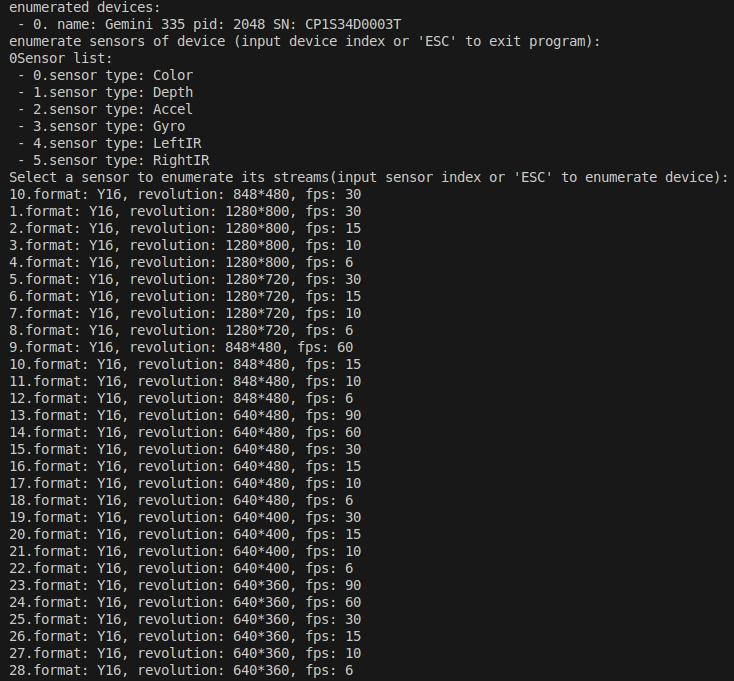 enumerated devices:
 - 0. name: Gemini 335 pid: 2048 SN: CP1S34D0003T
enumerate sensors of device (input device index or 'ESC' to exit program):
0Sensor list:
 - 0.sensor type: Color
 - 1.sensor type: Depth
 - 2.sensor type: Accel
 - 3.sensor type: Gyro
 - 4.sensor type: LeftIR
 - 5.sensor type: RightIR
Select a sensor to enumerate its streams(input sensor index or 'ESC' to enumerate device):
10.format: Y16, revolution: 848*480, fps: 30
1.format: Y16, revolution: 1280*800, fps: 30
2.format: Y16, revolution: 1280*800, fps: 15
3.format: Y16, revolution: 1280*800, fps: 10
4.format: Y16, revolution: 1280*800, fps: 6
5.format: Y16, revolution: 1280*720, fps: 30
6.format: Y16, revolution: 1280*720, fps: 15
7.format: Y16, revolution: 1280*720, fps: 10
8.format: Y16, revolution: 1280*720, fps: 6
9.format: Y16, revolution: 848*480, fps: 60
10.format: Y16, revolution: 848*480, fps: 15
11.format: Y16, revolution: 848*480, fps: 10
12.format: Y16, revolution: 848*480, fps: 6
13.format: Y16, revolution: 640*480, fps: 90
14.format: Y16, revolution: 640*480, fps: 60
15.format: Y16, revolution: 640*480, fps: 30
16.format: Y16, revolution: 640*480, fps: 15
17.format: Y16, revolution: 640*480, fps: 10
18.format: Y16, revolution: 640*480, fps: 6
19.format: Y16, revolution: 640*400, fps: 30
20.format: Y16, revolution: 640*400, fps: 15
21.format: Y16, revolution: 640*400, fps: 10
22.format: Y16, revolution: 640*400, fps: 6
23.format: Y16, revolution: 640*360, fps: 90
24.format: Y16, revolution: 640*360, fps: 60
25.format: Y16, revolution: 640*360, fps: 30
26.format: Y16, revolution: 640*360, fps: 15
27.format: Y16, revolution: 640*360, fps: 10
28.format: Y16, revolution: 640*360, fps: 6